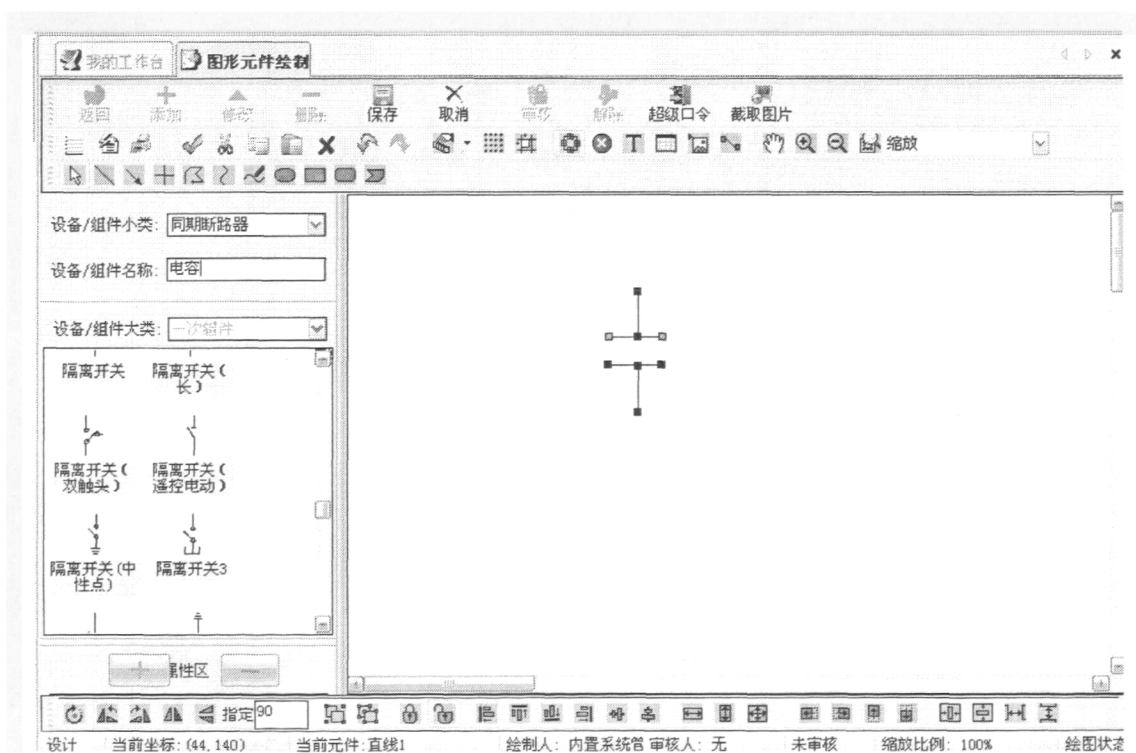 我的工作台 图形元件绘制
返回 添加 修改 删除 保存 取消 审核 解除 超级口令 截取图片
缩放
设备/组件小类: 同期断路器
设备/组件名称: 电容
设备/组件大类: 一次组件
隔离开关 隔离开关(
长)
隔离开关( 隔离开关(
双触头) 遥控电动)
隔离开关(中 隔离开关3
性点)
属性区
指定 90
设计 当前坐标: (44, 140) 当前元件:直线1 绘制人: 内置系统管 审核人: 无 未审核 缩放比例: 100% 绘图状态